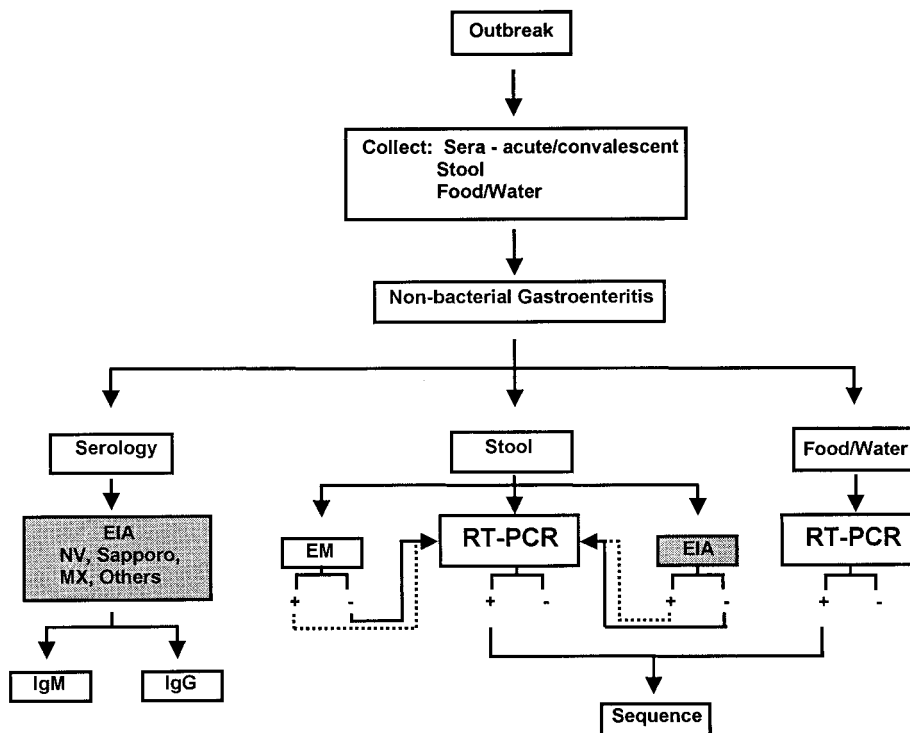 Outbreak
Collect: Sera - acute/convalescent
Stool
Food/Water
Non-bacterial Gastroenteritis
Serology
Stool
Food/Water
EIA
NV, Sapporo,
MX, Others
EM
RT-PCR
EIA
RT-PCR
+ -
+ -
+ -
+ -
IgM
IgG
Sequence